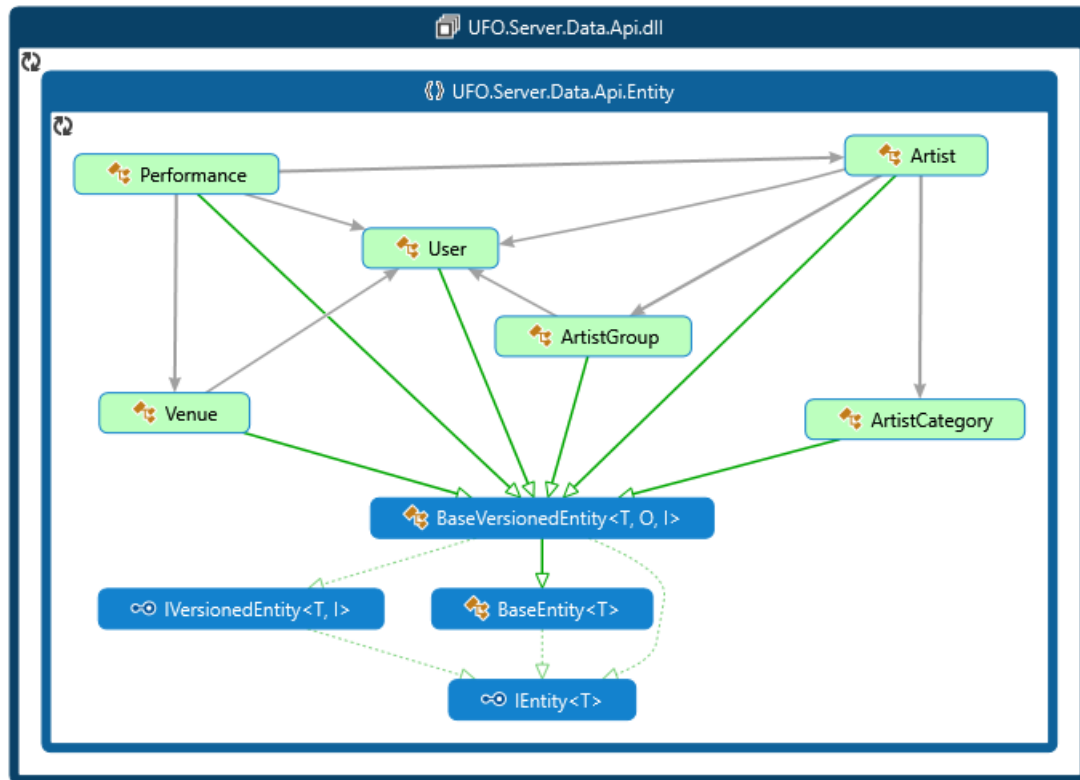 UFO.Server.Data.Api.dll
UFO.Server.Data.Api.Entity
Performance
Artist
User
ArtistGroup
Venue
ArtistCategory
BaseVersionedEntity<T, O, I>
IVersionedEntity<T, I>
BaseEntity<T>
IEntity<T>